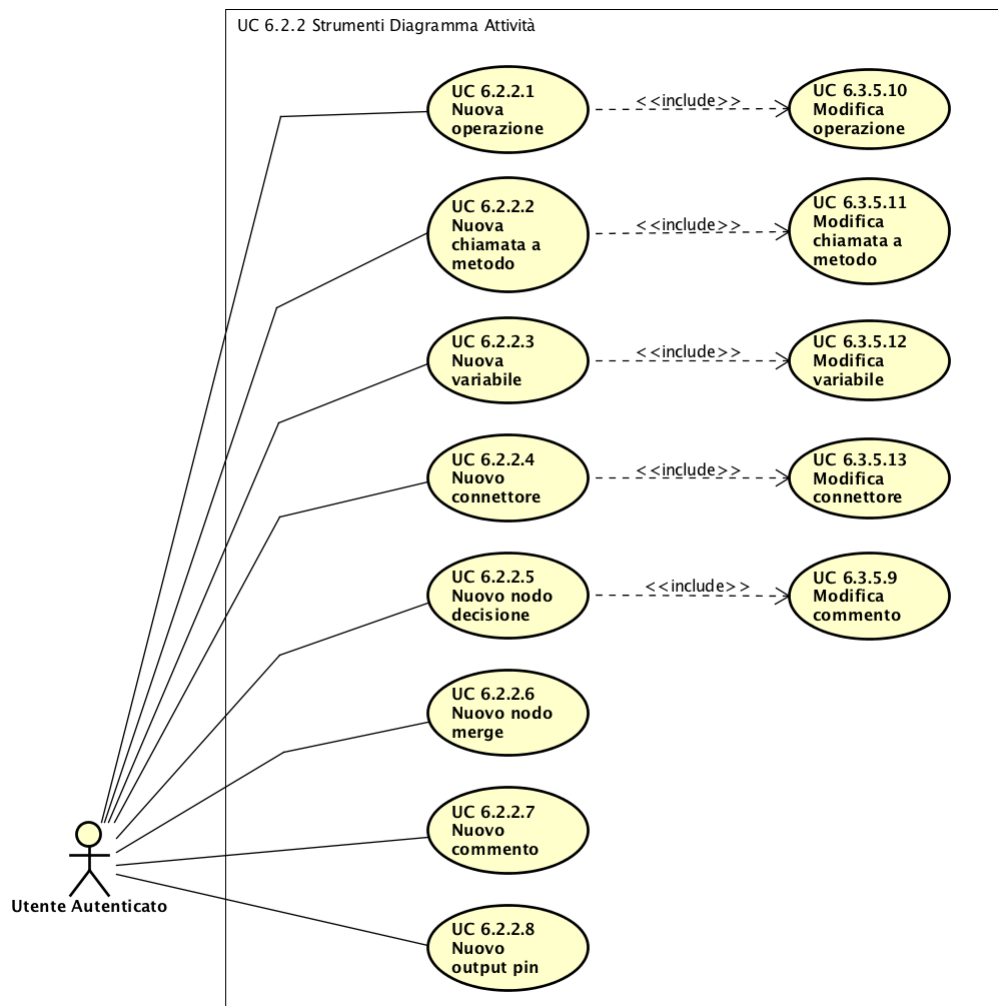 UC 6.2.2 Strumenti Diagramma Attività
UC 6.2.2.1
Nuova
operazione
<<include>>
UC 6.3.5.10
Modifica
operazione
UC 6.2.2.2
Nuova
chiamata a
metodo
<<include>>
UC 6.3.5.11
Modifica
chiamata a
metodo
UC 6.2.2.3
Nuova
variabile
<<include>>
UC 6.3.5.12
Modifica
variabile
UC 6.2.2.4
Nuovo
connettore
<<include>>
UC 6.3.5.13
Modifica
connettore
UC 6.2.2.5
Nuovo nodo
decisione
<<include>>
UC 6.3.5.9
Modifica
commento
UC 6.2.2.6
Nuovo nodo
merge
UC 6.2.2.7
Nuovo
commento
Utente Autenticato
UC 6.2.2.8
Nuovo
output pin